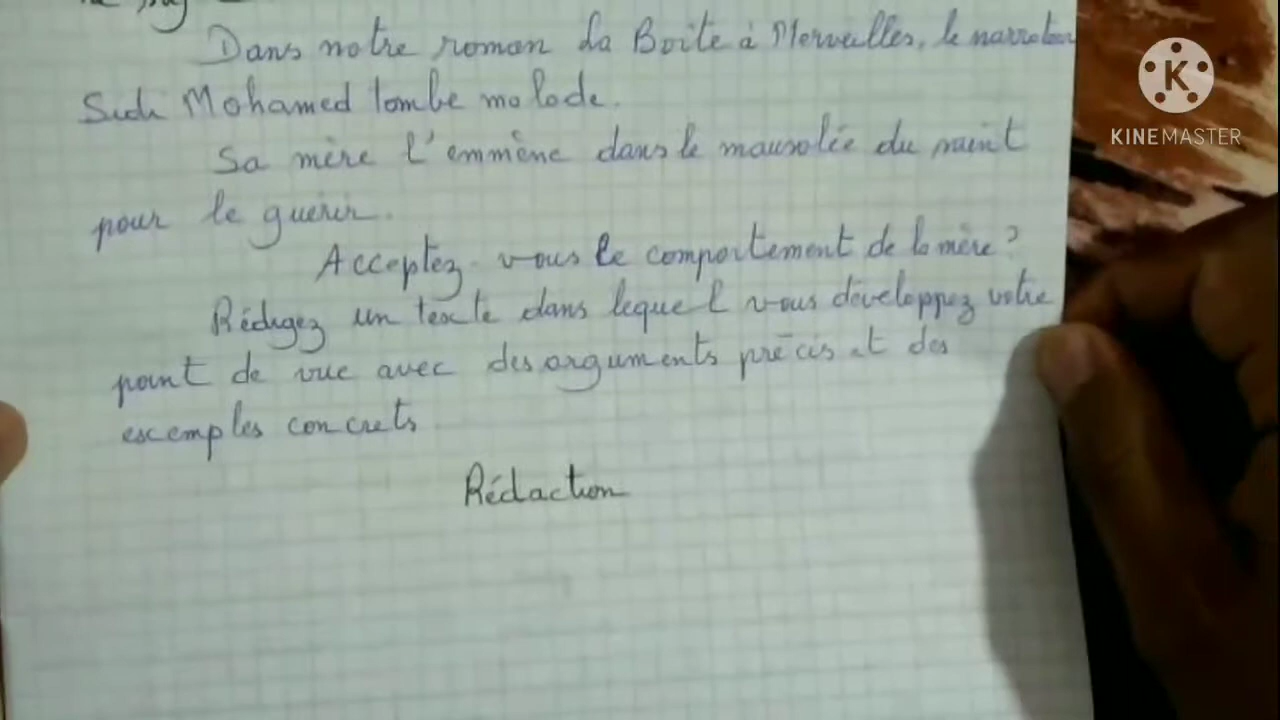 Dans notre roman La Boîte à Merveilles, le narrateur
Sidi Mohamed tombe malade.
Sa mère l'emmène dans le mausolée du saint
pour le guérir.
Acceptez-vous le comportement de la mère?
Rédigez un texte dans lequel vous développez votre
point de vue avec des arguments précis et des
exemples concrets
Rédaction
KINEMASTER